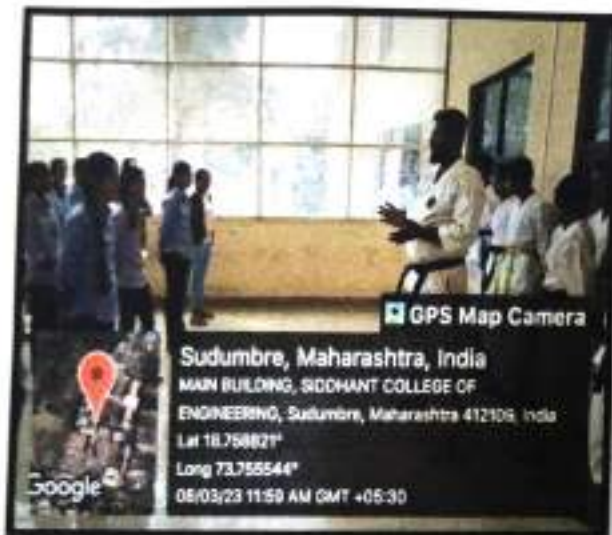 GPS Map Camera
Sudumbre, Maharashtra, India
MAIN BUILDING, SIDDHANT COLLEGE OF
ENGINEERING, Sudumbre, Maharashtra 412109, India
Lat 18.758821°
Long 73.755544°
08/03/23 11:59 AM GMT +05:30
Google